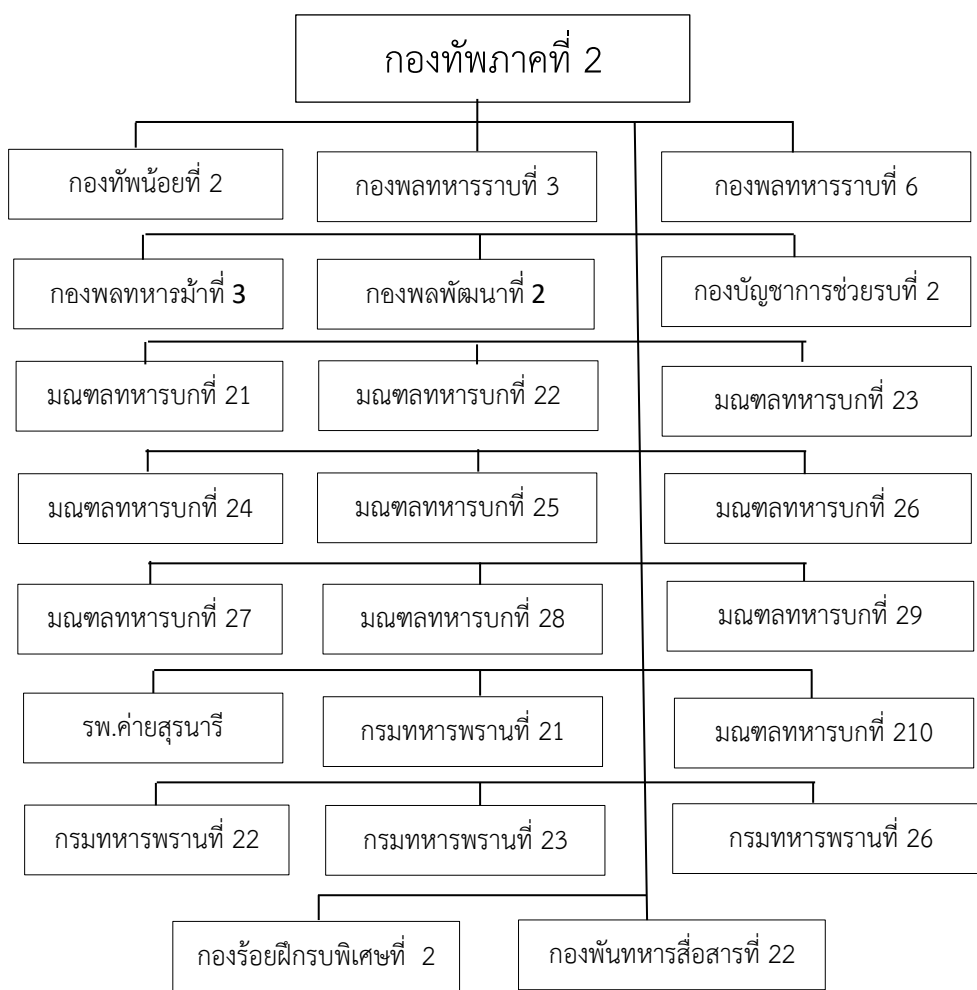 กองทัพภาคที่ 2
กองทัพน้อยที่ 2
กองพลทหารราบที่ 3
กองพลทหารราบที่ 6
กองพลทหารม้าที่ 3
กองพลพัฒนาที่ 2
กองบัญชาการช่วยรบที่ 2
มณฑลทหารบกที่ 21
มณฑลทหารบกที่ 22
มณฑลทหารบกที่ 23
มณฑลทหารบกที่ 24
มณฑลทหารบกที่ 25
มณฑลทหารบกที่ 26
มณฑลทหารบกที่ 27
มณฑลทหารบกที่ 28
มณฑลทหารบกที่ 29
รพ.ค่ายสุรนารี
กรมทหารพรานที่ 21
มณฑลทหารบกที่ 210
กรมทหารพรานที่ 22
กรมทหารพรานที่ 23
กรมทหารพรานที่ 26
กองร้อยฝึกรบพิเศษที่ 2
กองพันทหารสื่อสารที่ 22